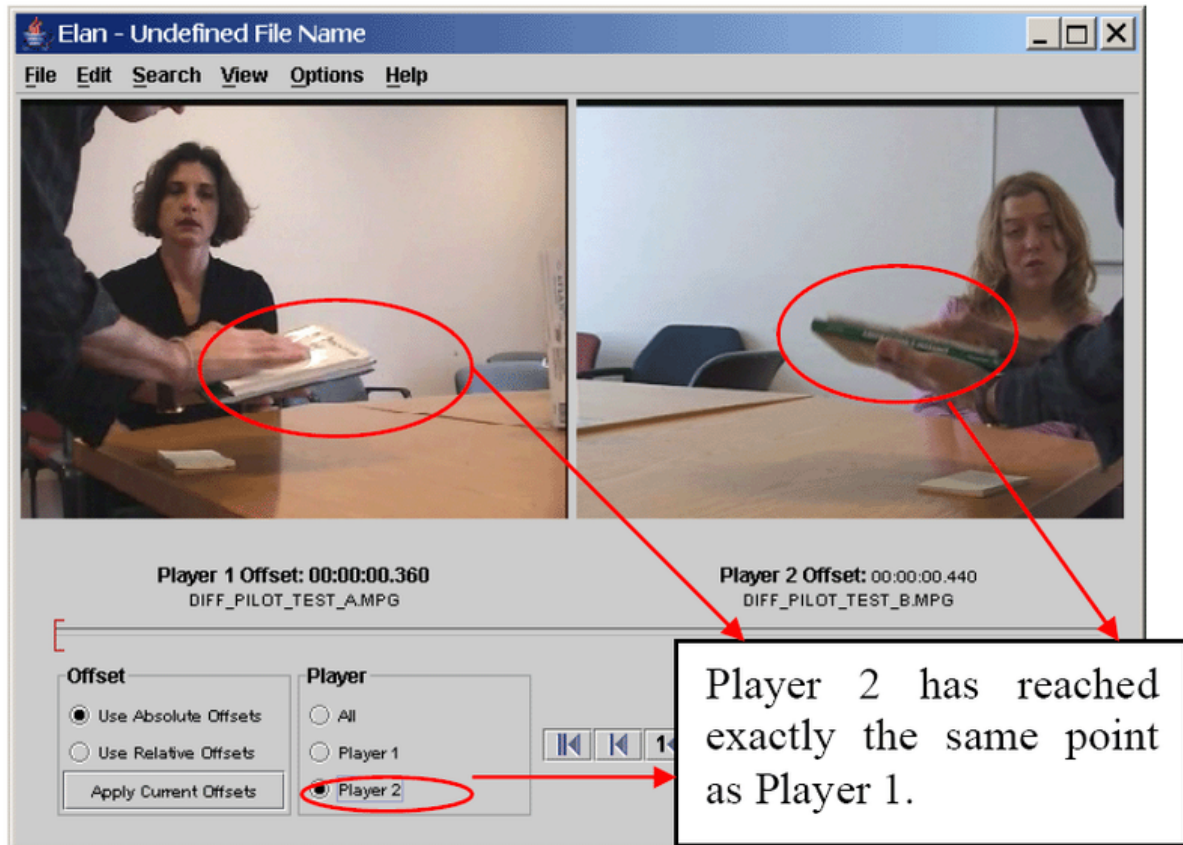 Elan - Undefined File Name
File Edit Search View Options Help
Player 1 Offset: 00:00:00.360
DIFF_PILOT_TEST_A.MPG
Player 2 Offset: 00:00:00.440
DIFF_PILOT_TEST_B.MPG
Offset
Use Absolute Offsets
Use Relative Offsets
Apply Current Offsets
Player
All
Player 1
Player 2
Player 2 has reached
exactly the same point
as Player 1.